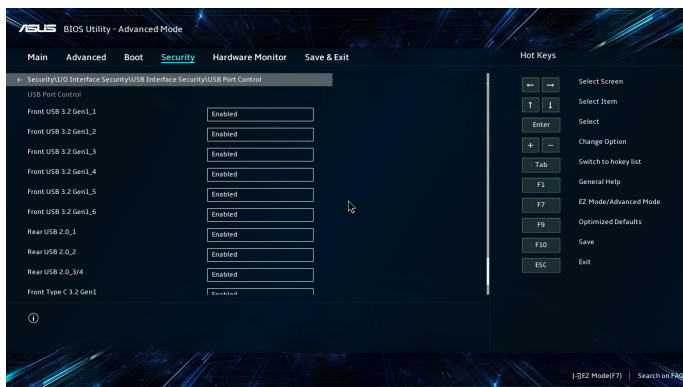 ASUS BIOS Utility - Advanced Mode
Main Advanced Boot Security Hardware Monitor Save & Exit
Hot Keys
← Security\I/O Interface Security\USB Interface Security\USB Port Control
USB Port Control
Front USB 3.2 Gen1_1 Enabled
Front USB 3.2 Gen1_2 Enabled
Front USB 3.2 Gen1_3 Enabled
Front USB 3.2 Gen1_4 Enabled
Front USB 3.2 Gen1_5 Enabled
Front USB 3.2 Gen1_6 Enabled
Rear USB 2.0_1 Enabled
Rear USB 2.0_2 Enabled
Rear USB 2.0_3/4 Enabled
Front Type C 3.2 Gen1 Enabled
← → Select Screen
↑ ↓ Select Item
Enter Select
+ − Change Option
Tab Switch to hokey list
F1 General Help
F7 EZ Mode/Advanced Mode
F9 Optimized Defaults
F10 Save
ESC Exit
EZ Mode(F7) | Search on FAQ